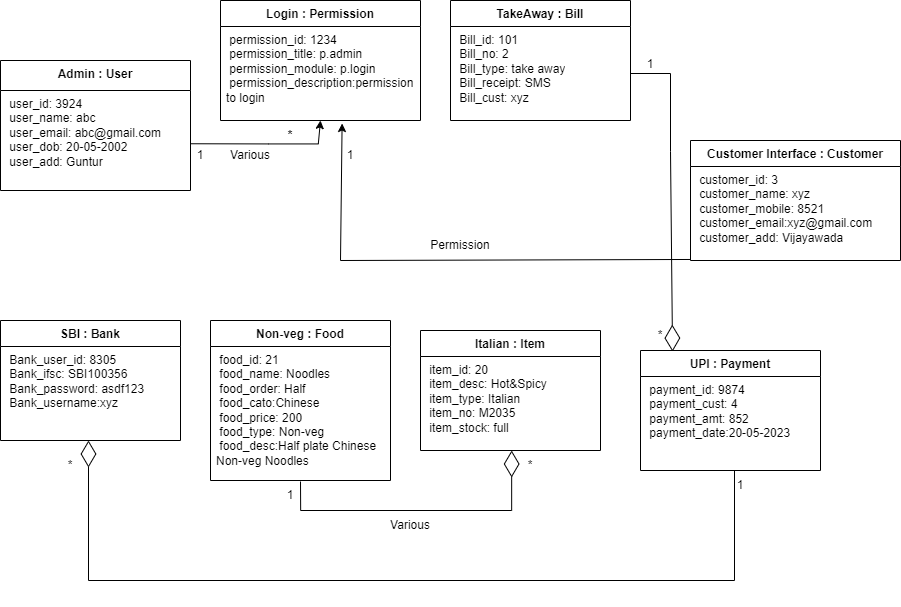 Login : Permission
permission_id: 1234
permission_title: p.admin
permission_module: p.login
permission_description:permission
to login
TakeAway : Bill
Bill_id: 101
Bill_no: 2
Bill_type: take away
Bill_receipt: SMS
Bill_cust: xyz
1
Admin : User
user_id: 3924
user_name: abc
user_email: abc@gmail.com
user_dob: 20-05-2002
user_add: Guntur
*
1
Various
1
Customer Interface : Customer
customer_id: 3
customer_name: xyz
customer_mobile: 8521
customer_email:xyz@gmail.com
customer_add: Vijayawada
Permission
SBI : Bank
Bank_user_id: 8305
Bank_ifsc: SBI100356
Bank_password: asdf123
Bank_username:xyz
*
Non-veg : Food
food_id: 21
food_name: Noodles
food_order: Half
food_cato:Chinese
food_price: 200
food_type: Non-veg
food_desc:Half plate Chinese
Non-veg Noodles
1
Italian : Item
item_id: 20
item_desc: Hot&Spicy
item_type: Italian
item_no: M2035
item_stock: full
*
Various
*
UPI : Payment
payment_id: 9874
payment_cust: 4
payment_amt: 852
payment_date:20-05-2023
1